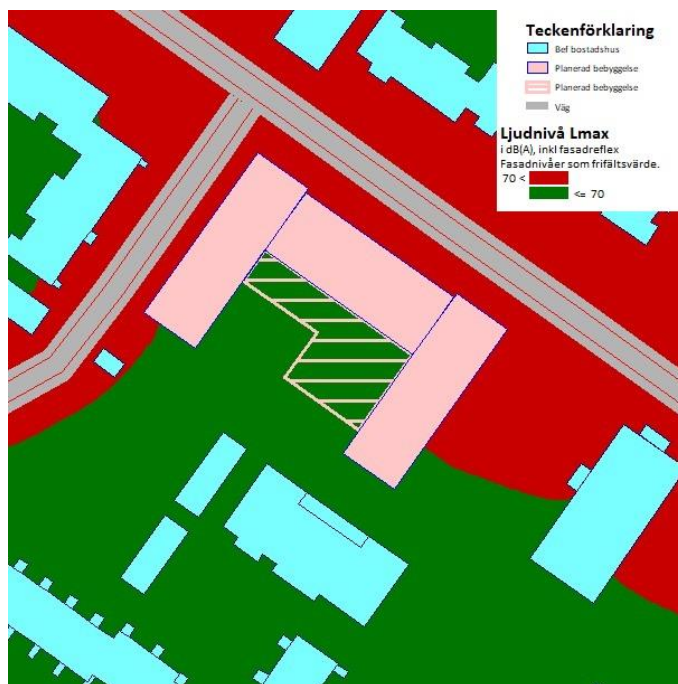 Teckenförklaring
Bef bostadshus
Planerad bebyggelse
Planerad bebyggelse
Väg
Ljudnivå Lmax
i dB(A), inkl fasadreflex
Fasadnivåer som frifältsvärde.
70 <
<= 70